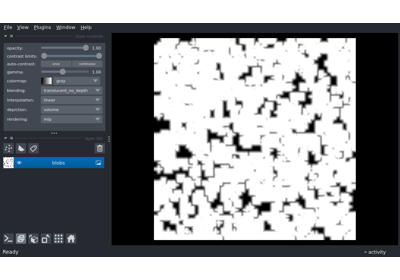 File View Plugins Window Help
opacity: 1.00
contrast limits:
auto-contrast: once continuous
gamma: 1.00
colormap: gray
blending: translucent_no_depth
interpolation: linear
depiction: volume
rendering: mip
blobs
Ready
activity